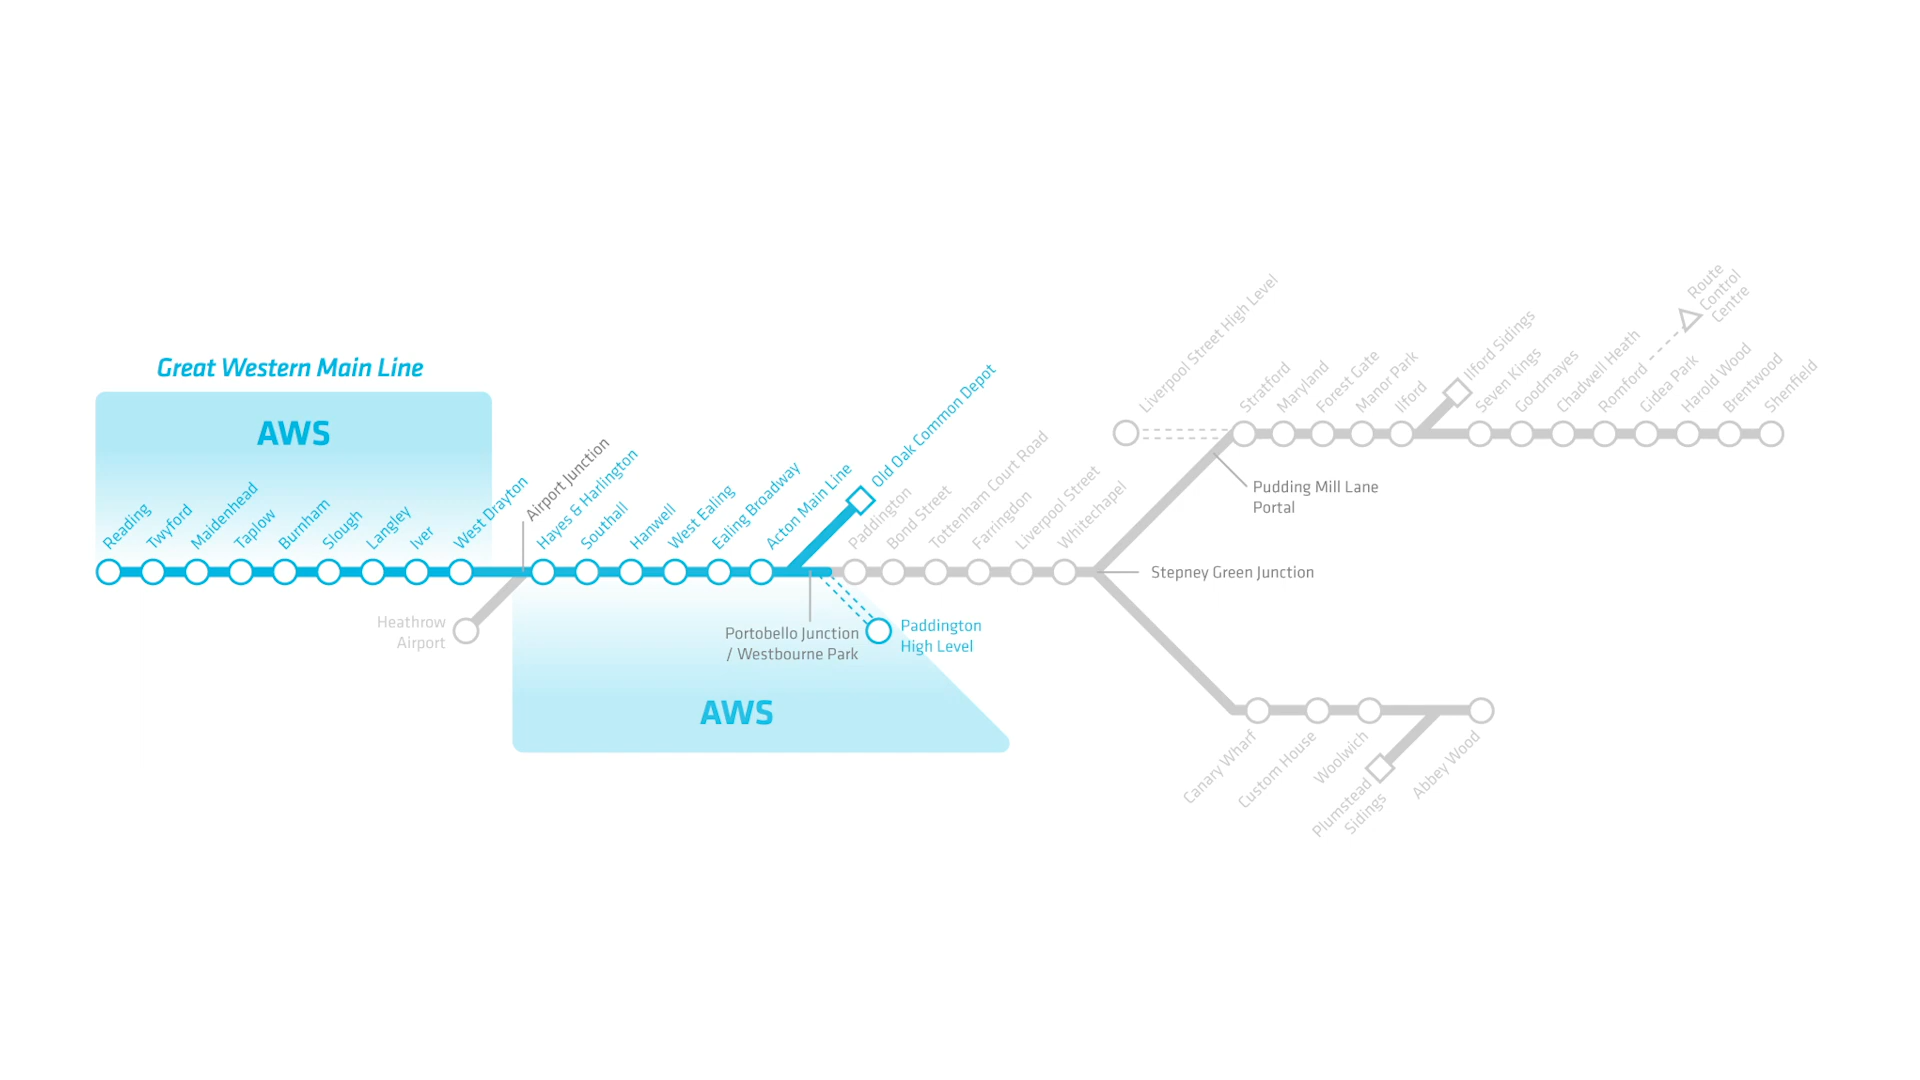 Great Western Main Line
AWS
Reading
Twyford
Maidenhead
Taplow
Burnham
Slough
Langley
Iver
West Drayton
Airport Junction
Hayes & Harlington
Southall
Hanwell
West Ealing
Ealing Broadway
Acton Main Line
Old Oak Common Depot
Paddington
Bond Street
Tottenham Court Road
Farringdon
Liverpool Street
Whitechapel
Liverpool Street High Level
Stratford
Maryland
Forest Gate
Manor Park
Ilford
Ilford Sidings
Seven Kings
Goodmayes
Chadwell Heath
Romford
Route
Control
Centre
Gidea Park
Harold Wood
Brentwood
Shenfield
Pudding Mill Lane
Portal
Stepney Green Junction
Heathrow
Airport
Portobello Junction
/ Westbourne Park
Paddington
High Level
AWS
Canary Wharf
Custom House
Woolwich
Plumstead
Sidings
Abbey Wood